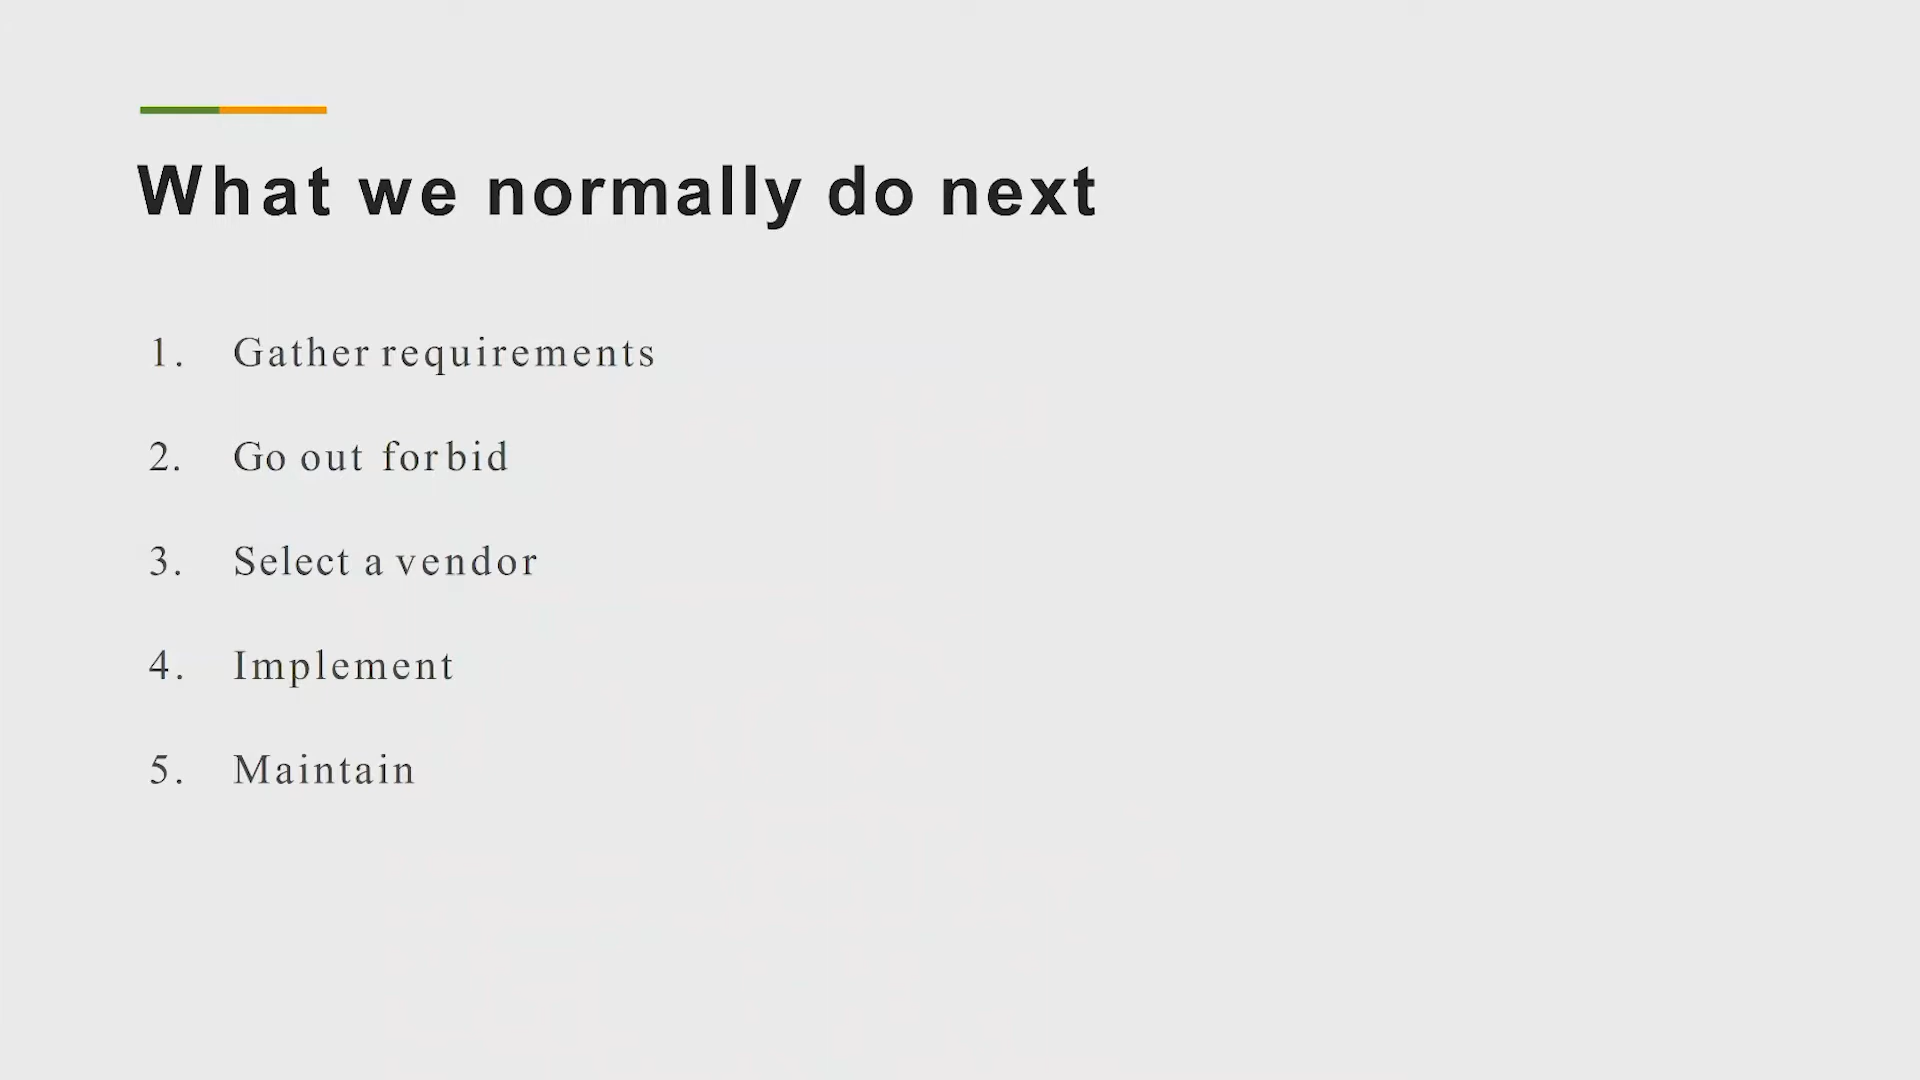 What we normally do next
1. Gather requirements
2. Go out for bid
3. Select a vendor
4. Implement
5. Maintain